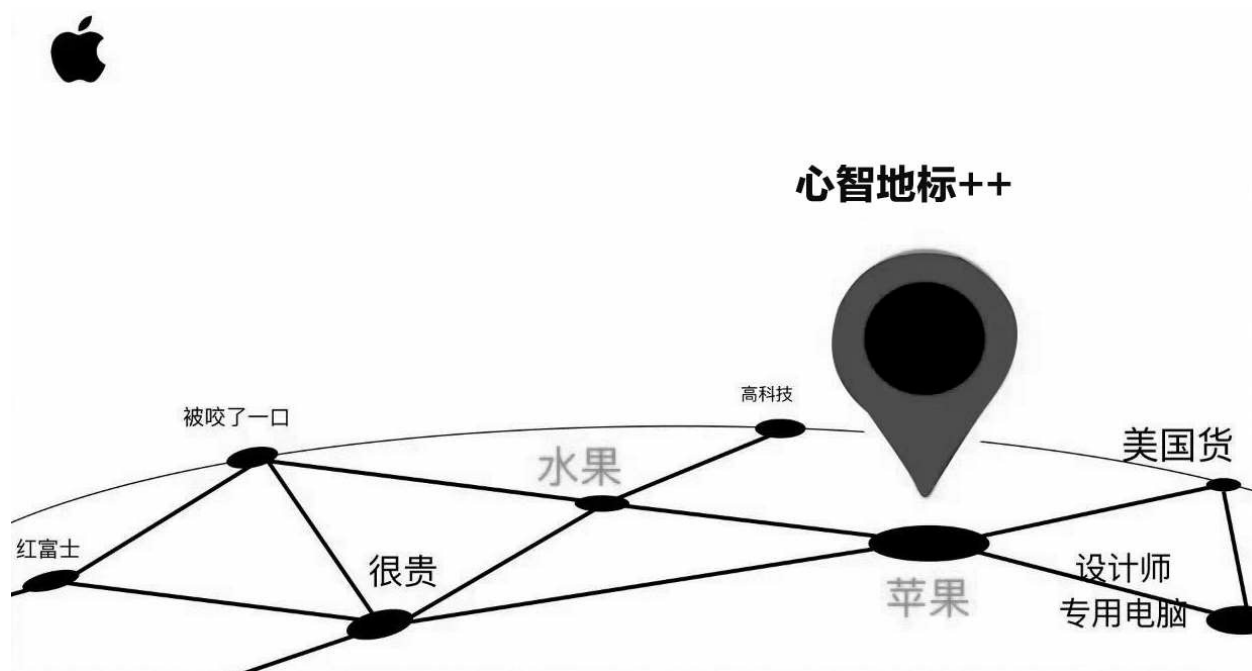 心智地标++
高科技
被咬了一口
美国货
水果
红富士
很贵
设计师
专用电脑
苹果